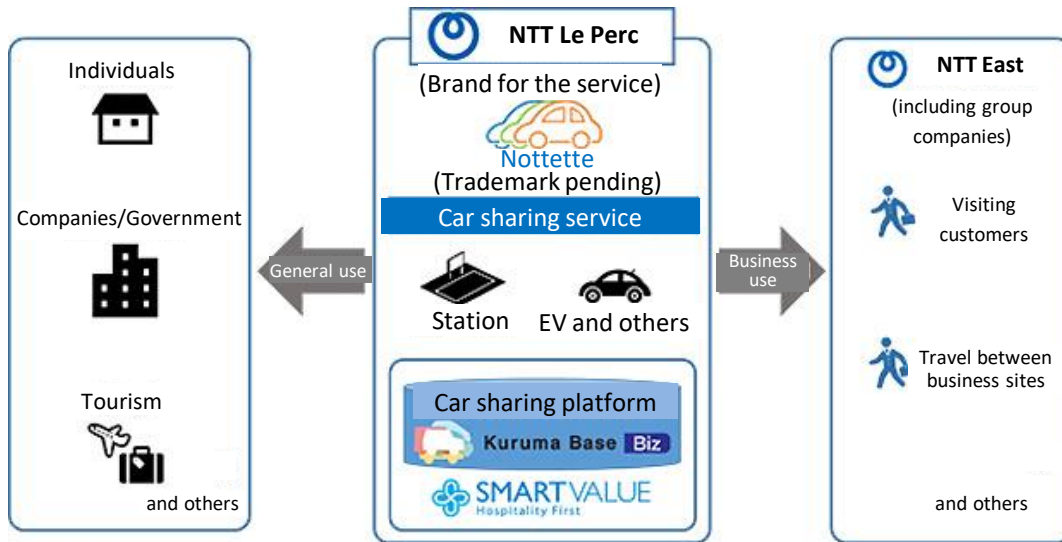 Individuals
Companies/Government
Tourism
and others
General use
NTT Le Perc
(Brand for the service)
Nottette
(Trademark pending)
Car sharing service
Station
EV and others
Car sharing platform
Kuruma Base Biz
SMARTVALUE
Hospitality First
Business
use
NTT East
(including group
companies)
Visiting
customers
Travel between
business sites
and others